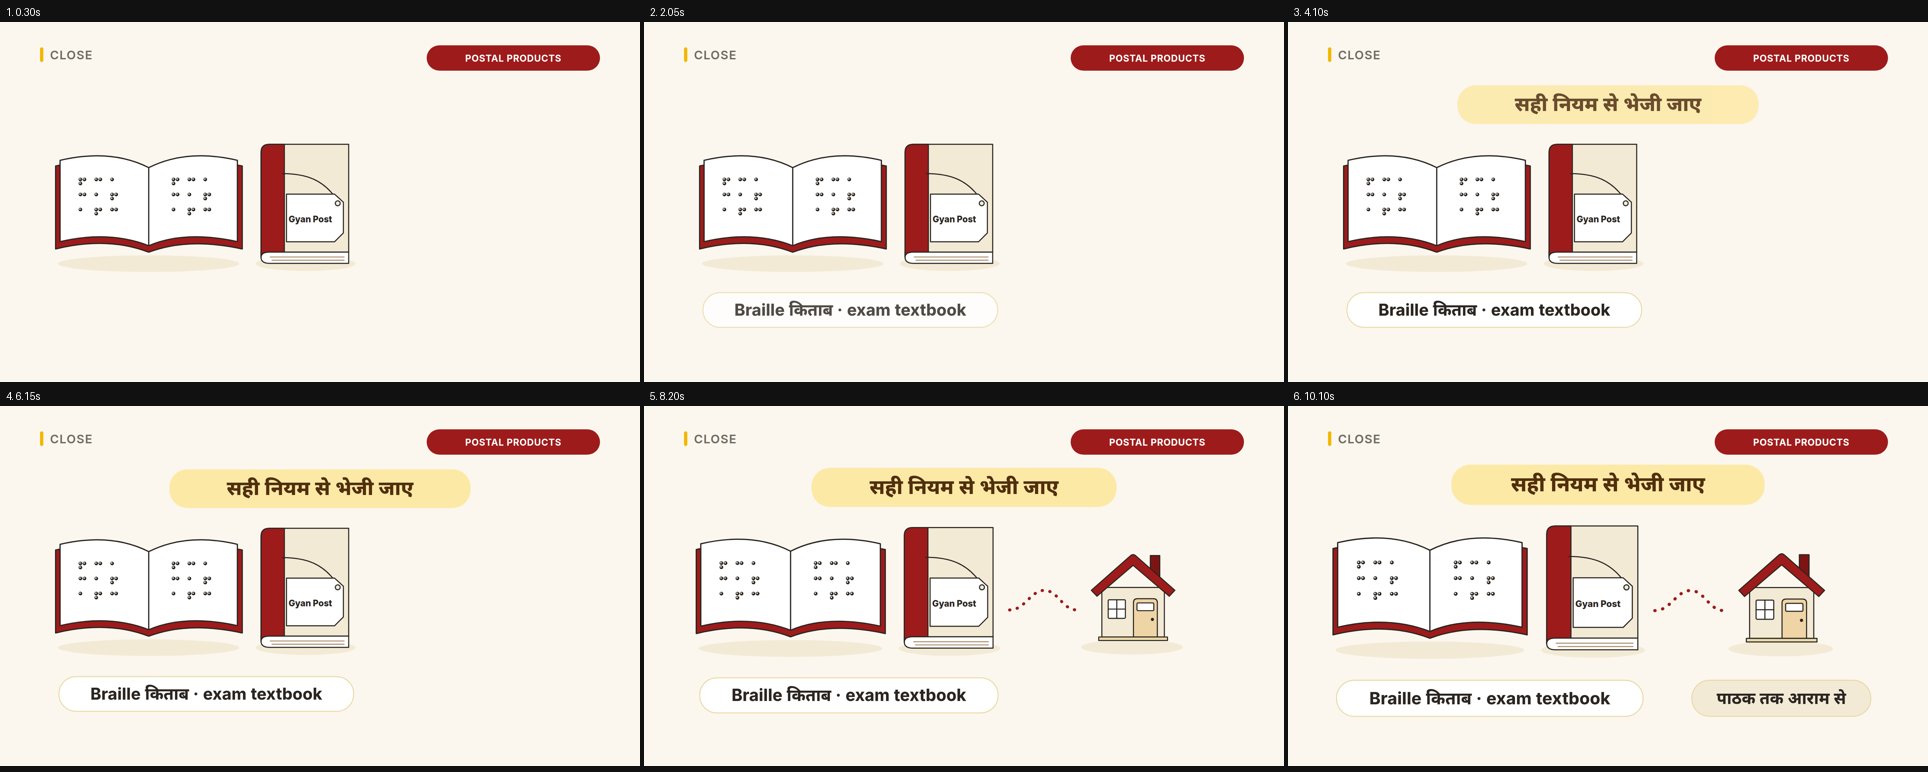 1. 0.30s
CLOSE
POSTAL PRODUCTS
Gyan Post
2. 2.05s
CLOSE
POSTAL PRODUCTS
Gyan Post
Braille किताब · exam textbook
3. 4.10s
CLOSE
POSTAL PRODUCTS
सही नियम से भेजी जाए
Gyan Post
Braille किताब · exam textbook
4. 6.15s
CLOSE
POSTAL PRODUCTS
सही नियम से भेजी जाए
Gyan Post
Braille किताब · exam textbook
5. 8.20s
CLOSE
POSTAL PRODUCTS
सही नियम से भेजी जाए
Gyan Post
Braille किताब · exam textbook
6. 10.10s
CLOSE
POSTAL PRODUCTS
सही नियम से भेजी जाए
Gyan Post
Braille किताब · exam textbook
पाठक तक आराम से